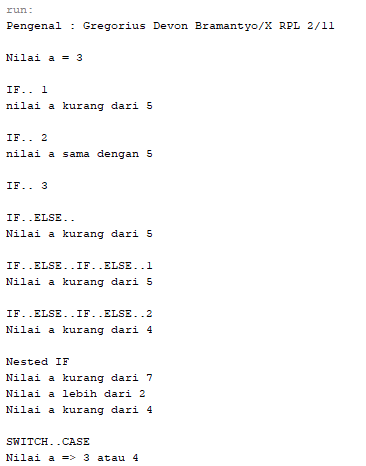 run:
Pengenal : Gregorius Devon Bramantyo/X RPL 2/11
Nilai a = 3
IF.. 1
nilai a kurang dari 5
IF.. 2
nilai a sama dengan 5
IF.. 3
IF..ELSE..
Nilai a kurang dari 5
IF..ELSE..IF..ELSE..1
Nilai a kurang dari 5
IF..ELSE..IF..ELSE..2
Nilai a kurang dari 4
Nested IF
Nilai a kurang dari 7
Nilai a lebih dari 2
Nilai a kurang dari 4
SWITCH..CASE
Nilai a => 3 atau 4